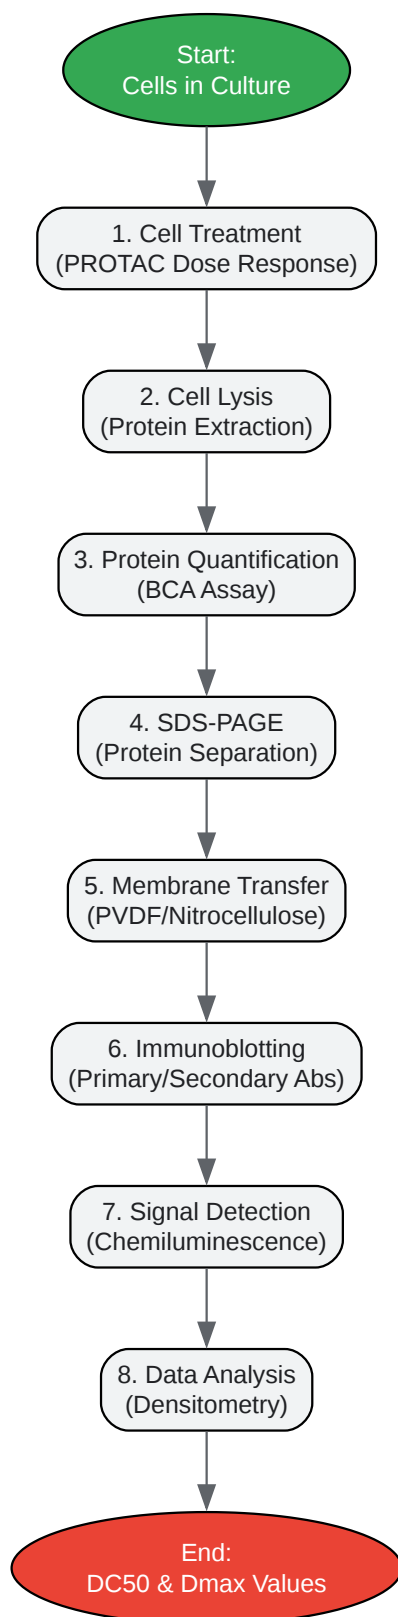 Start:
Cells in Culture
1. Cell Treatment
(PROTAC Dose Response)
2. Cell Lysis
(Protein Extraction)
3. Protein Quantification
(BCA Assay)
4. SDS-PAGE
(Protein Separation)
5. Membrane Transfer
(PVDF/Nitrocellulose)
6. Immunoblotting
(Primary/Secondary Abs)
7. Signal Detection
(Chemiluminescence)
8. Data Analysis
(Densitometry)
End:
DC50 & Dmax Values